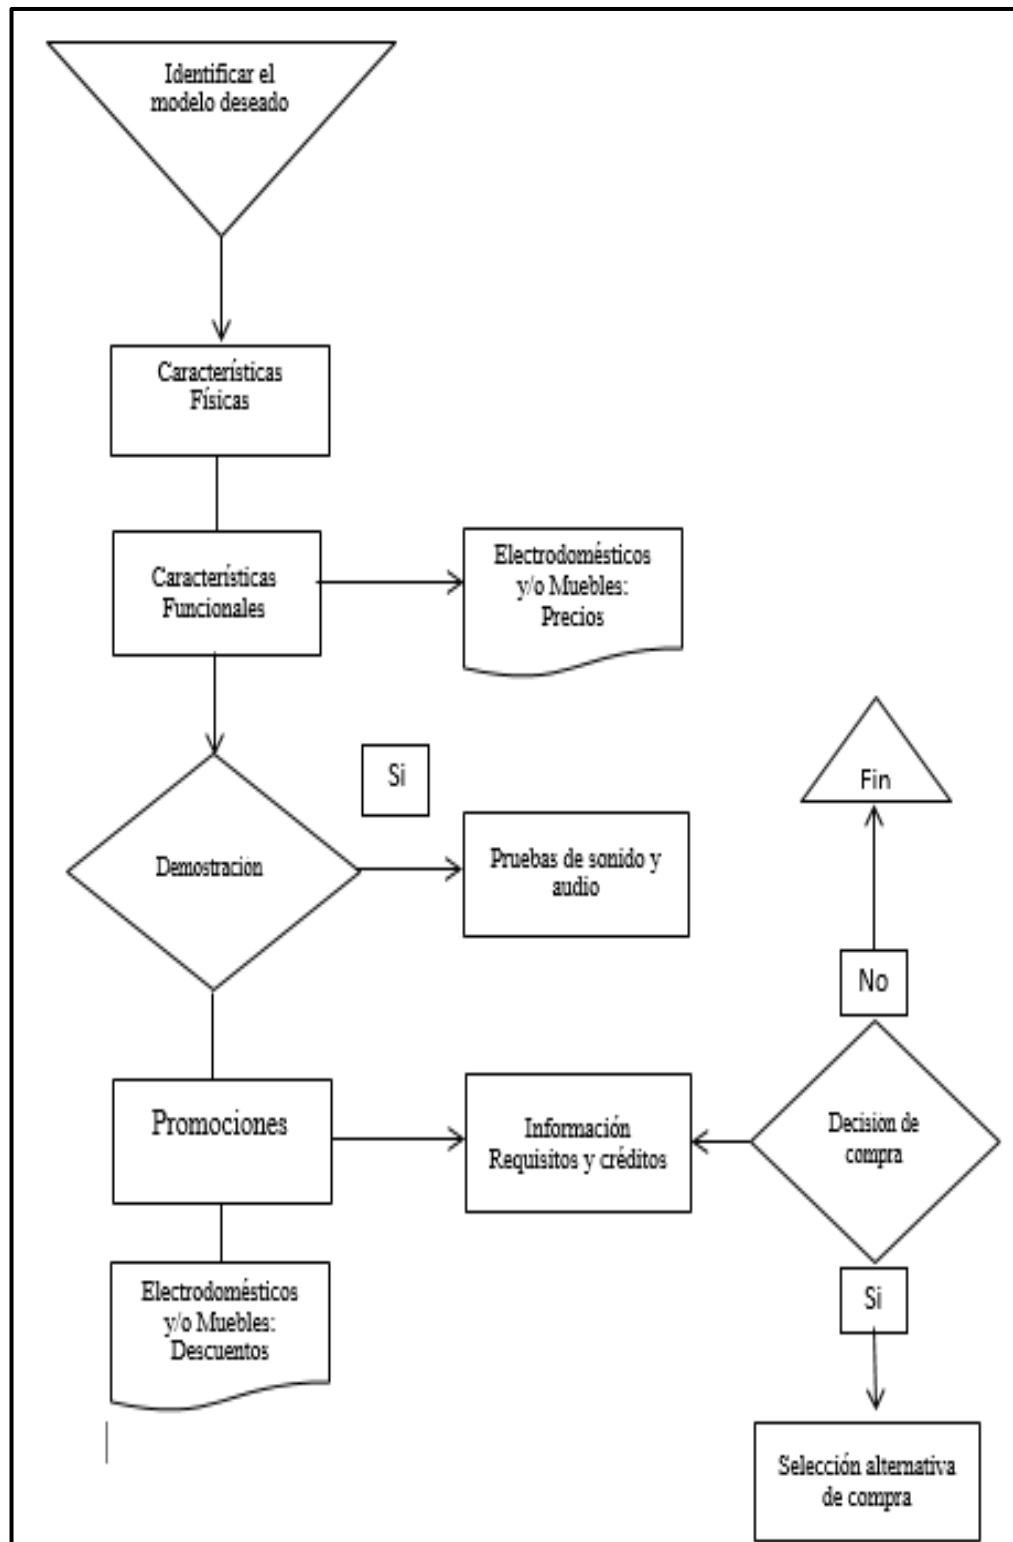 Identificar el
modelo deseado
Características
Físicas
Características
Funcionales
Electrodomésticos
y/o Muebles:
Precios
Si
Fin
Demostración
Pruebas de sonido y
audio
No
Promociones
Información
Requisitos y créditos
Decisión de
compra
Electrodomésticos
y/o Muebles:
Descuentos
Si
Selección alternativa
de compra